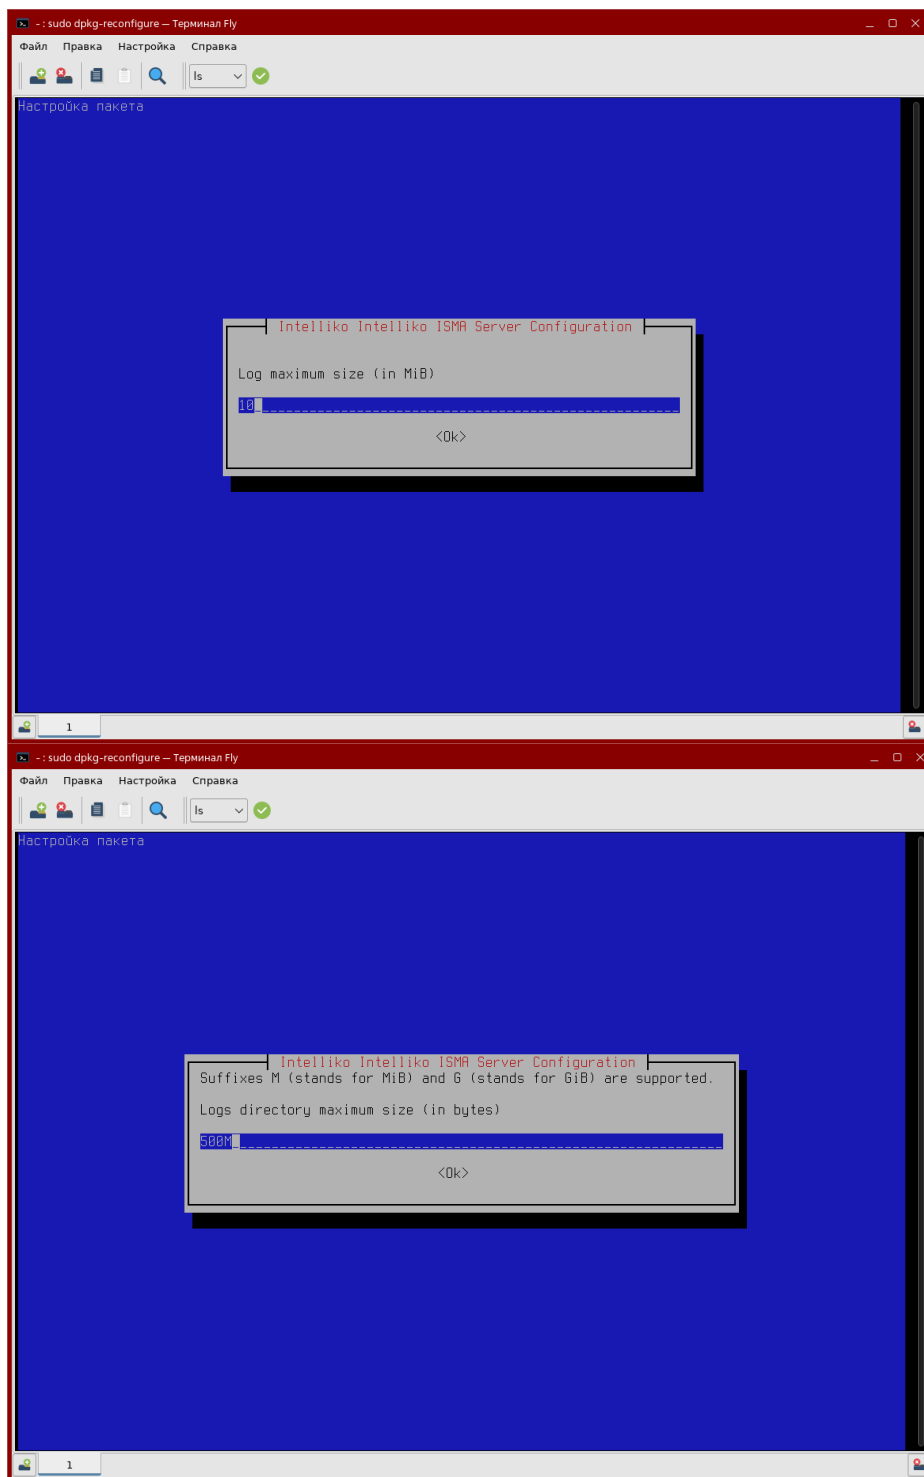 - : sudo dpkg-reconfigure — Терминал Fly
Файл Правка Настройка Справка
ls
Настройка пакета
Intelliko Intelliko ISMA Server Configuration
Log maximum size (in MiB)
10
<Ok>
1
- : sudo dpkg-reconfigure — Терминал Fly
Файл Правка Настройка Справка
ls
Настройка пакета
Intelliko Intelliko ISMA Server Configuration
Suffixes M (stands for MiB) and G (stands for GiB) are supported.
Logs directory maximum size (in bytes)
500M
<Ok>
1